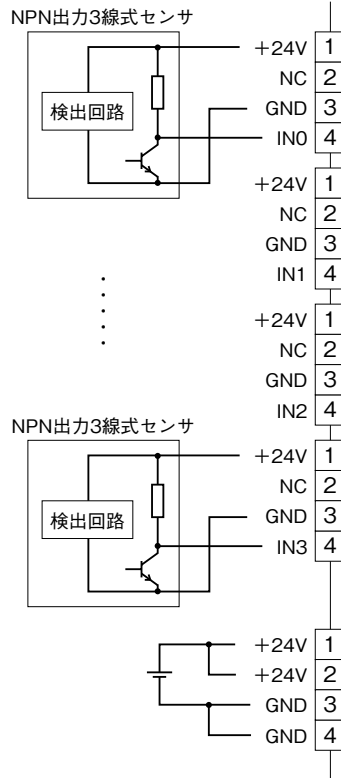 NPN出力3線式センサ
検出回路
+24V 1
NC 2
GND 3
IN0 4
+24V 1
NC 2
GND 3
IN1 4
+24V 1
NC 2
GND 3
IN2 4
NPN出力3線式センサ
検出回路
+24V 1
NC 2
GND 3
IN3 4
+24V 1
+24V 2
GND 3
GND 4